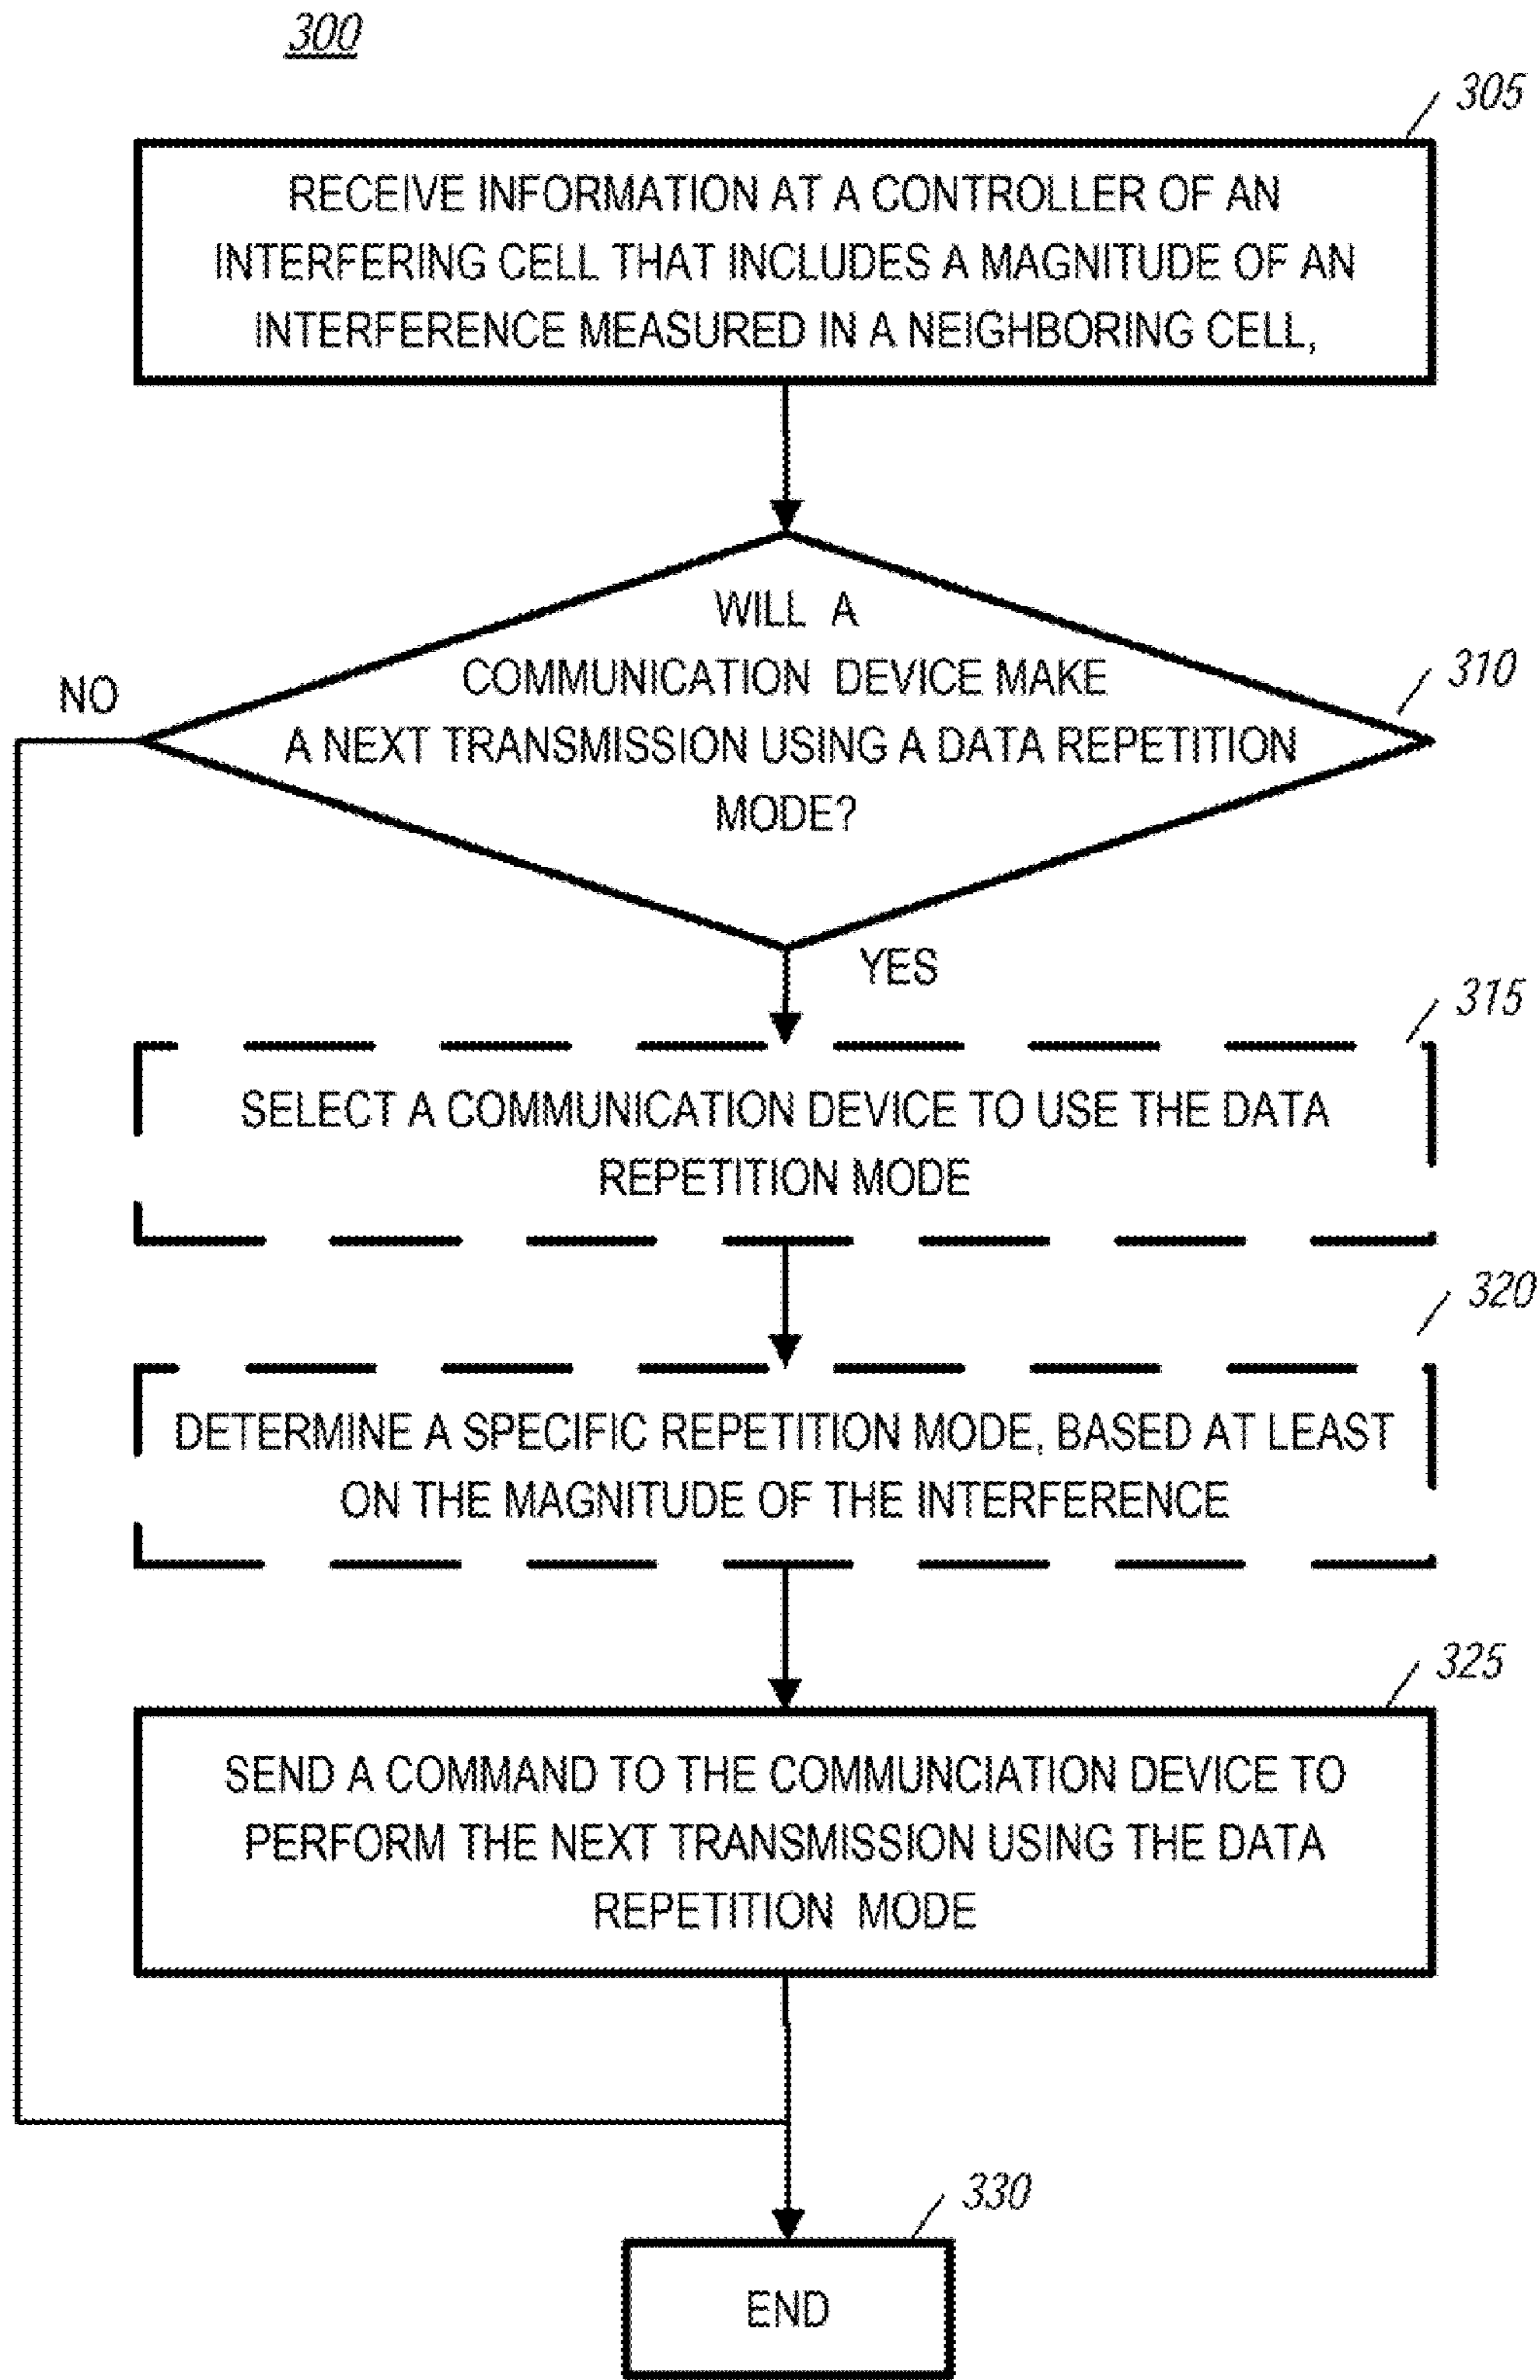 300
305
RECEIVE INFORMATION AT A CONTROLLER OF AN
INTERFERING CELL THAT INCLUDES A MAGNITUDE OF AN
INTERFERENCE MEASURED IN A NEIGHBORING CELL,
WILL A
COMMUNICATION DEVICE MAKE
A NEXT TRANSMISSION USING A DATA REPETITION
MODE?
310
NO
YES
315
SELECT A COMMUNICATION DEVICE TO USE THE DATA
REPETITION MODE
320
DETERMINE A SPECIFIC REPETITION MODE, BASED AT LEAST
ON THE MAGNITUDE OF THE INTERFERENCE
325
SEND A COMMAND TO THE COMMUNCIATION DEVICE TO
PERFORM THE NEXT TRANSMISSION USING THE DATA
REPETITION MODE
330
END